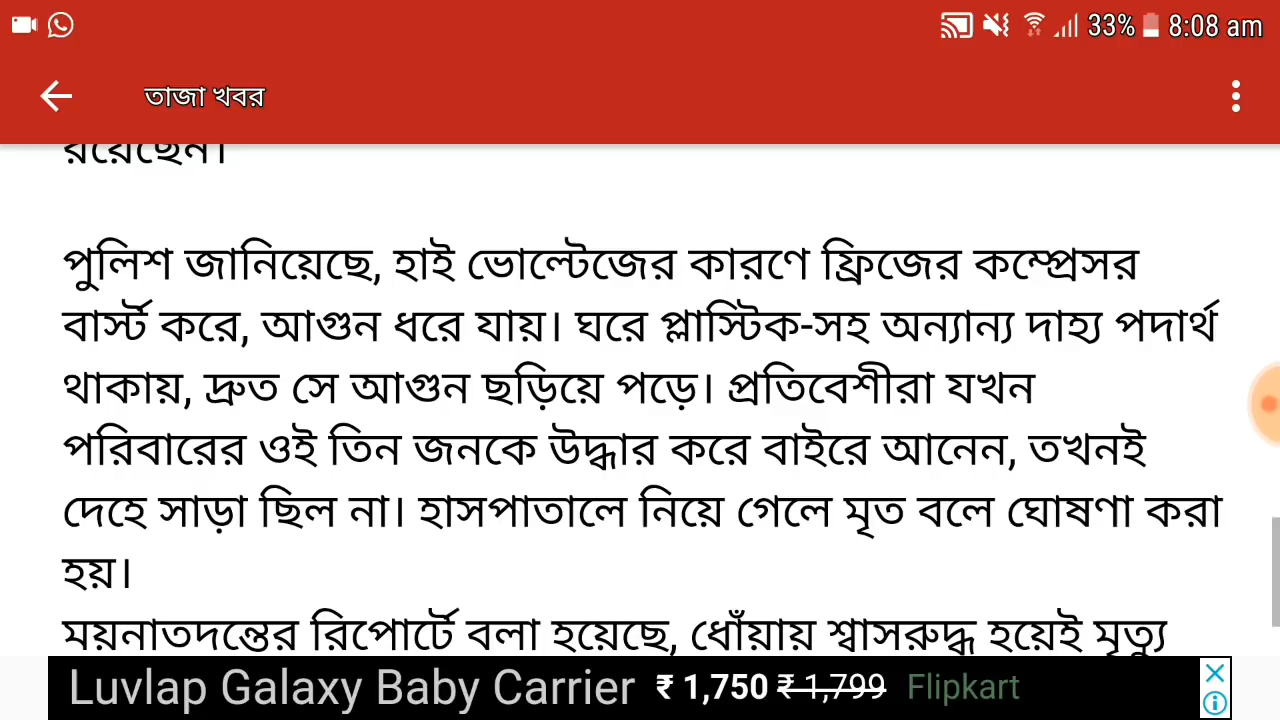 33% 8:08 am
তাজা খবর
রয়েছেন।
পুলিশ জানিয়েছে, হাই ভোল্টেজের কারণে ফ্রিজের কম্প্রেসর
বার্স্ট করে, আগুন ধরে যায়। ঘরে প্লাস্টিক-সহ অন্যান্য দাহ্য পদার্থ
থাকায়, দ্রুত সে আগুন ছড়িয়ে পড়ে। প্রতিবেশীরা যখন
পরিবারের ওই তিন জনকে উদ্ধার করে বাইরে আনেন, তখনই
দেহে সাড়া ছিল না। হাসপাতালে নিয়ে গেলে মৃত বলে ঘোষণা করা
হয়।
ময়নাতদন্তের রিপোর্টে বলা হয়েছে, ধোঁয়ায় শ্বাসরুদ্ধ হয়েই মৃত্যু
Luvlap Galaxy Baby Carrier ₹ 1,750 ₹ 1,799 Flipkart